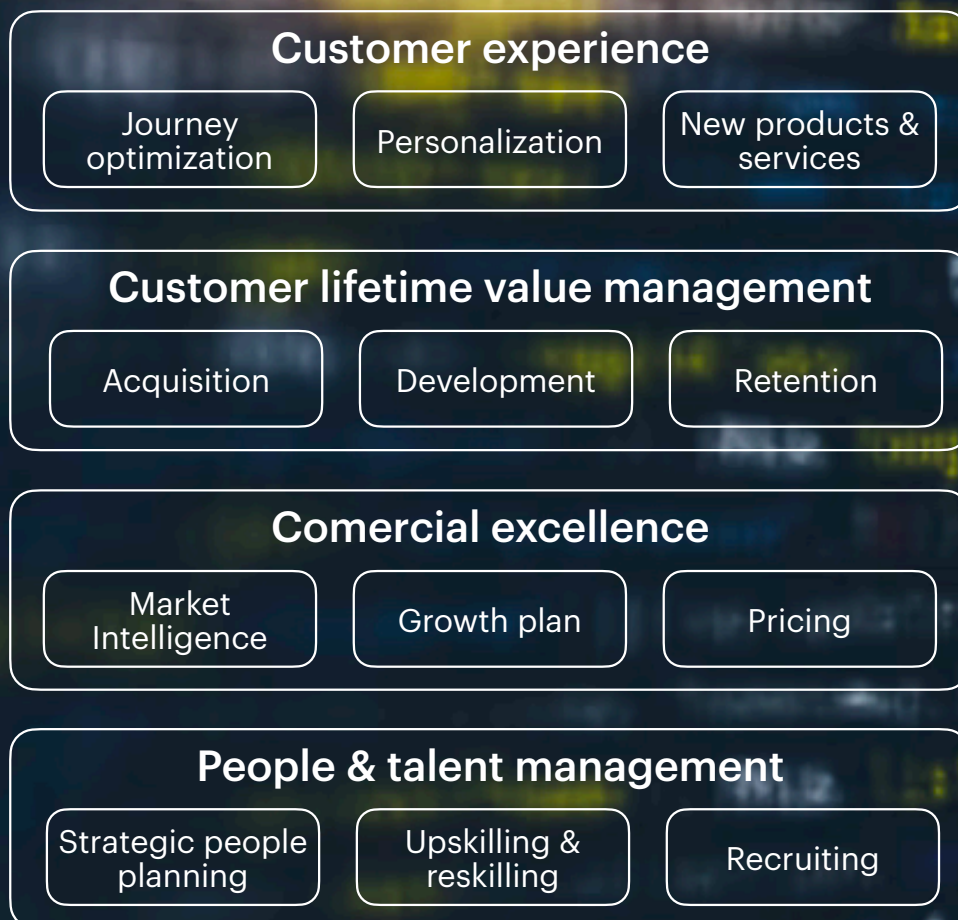 Customer experience
Journey
optimization
Personalization
New products &
services
Customer lifetime value management
Acquisition
Development
Retention
Comercial excellence
Market
Intelligence
Growth plan
Pricing
People & talent management
Strategic people
planning
Upskilling &
reskilling
Recruiting